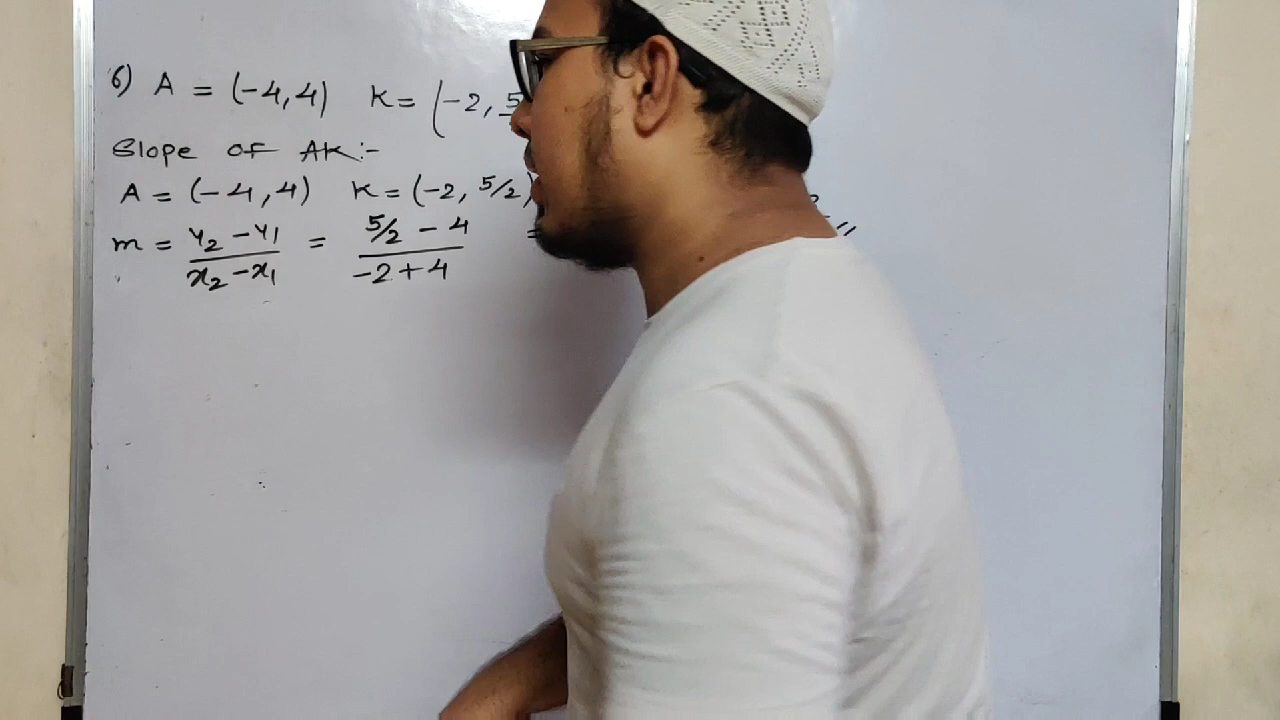 6) A = (-4,4) K = (-2, 5
Slope of AK:-
A = (-4,4) K = (-2, 5/2)
m = y2 - y1 / x2 - x1 = 5/2 - 4 / -2 + 4 =